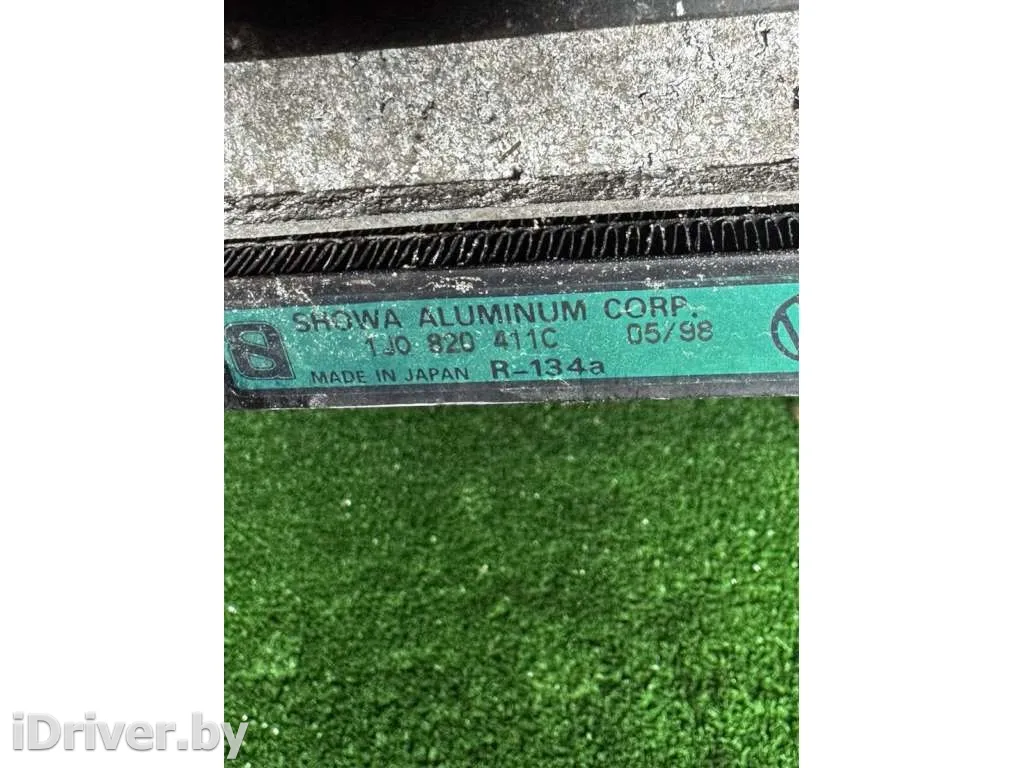 SHOWA ALUMINUM CORP.
1J0 820 411C 05/98
MADE IN JAPAN R-134a
iDriver.by